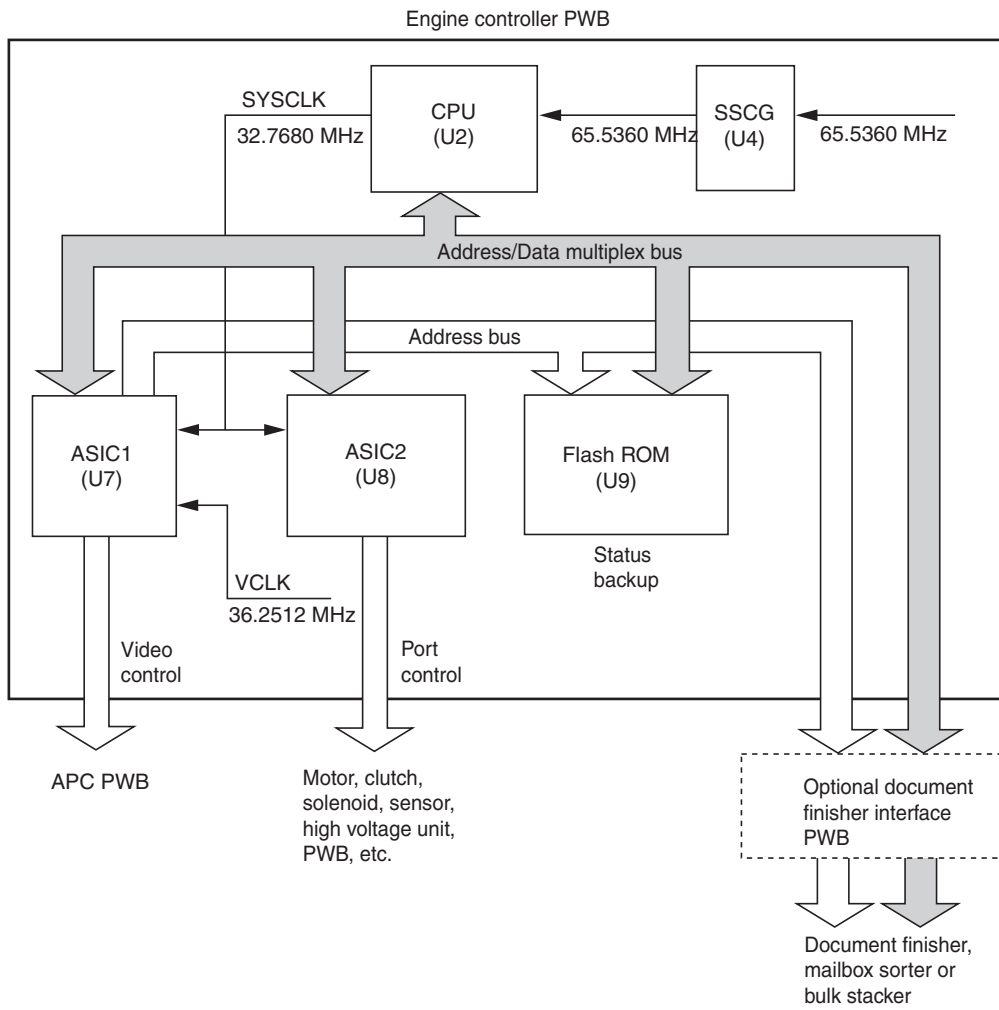 Engine controller PWB
SYSCLK
32.7680 MHz
CPU
(U2)
65.5360 MHz
SSCG
(U4)
65.5360 MHz
Address/Data multiplex bus
Address bus
ASIC1
(U7)
ASIC2
(U8)
Flash ROM
(U9)
Status
backup
VCLK
36.2512 MHz
Video
control
Port
control
APC PWB
Motor, clutch,
solenoid, sensor,
high voltage unit,
PWB, etc.
Optional document
finisher interface
PWB
Document finisher,
mailbox sorter or
bulk stacker